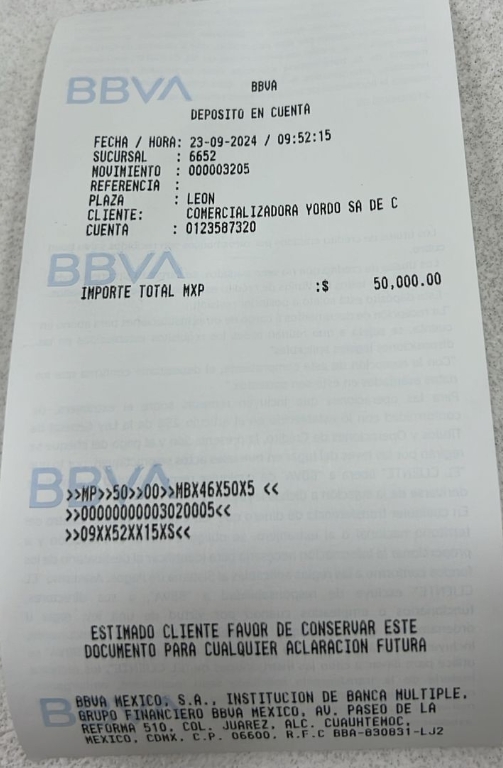 BBVA
BBVA
DEPOSITO EN CUENTA
FECHA / HORA: 23-09-2024 / 09:52:15
SUCURSAL : 6652
MOVIMIENTO : 000003205
REFERENCIA :
PLAZA : LEON
CLIENTE: COMERCIALIZADORA YORDO SA DE C
CUENTA : 0123587320
BBVA
IMPORTE TOTAL MXP :$ 50,000.00
BBVA
>>MP>>50>>00>>MBX46X50X5 <<
>>00000000003020005<<
>>09XX52XX15XS<<
ESTIMADO CLIENTE FAVOR DE CONSERVAR ESTE
DOCUMENTO PARA CUALQUIER ACLARACION FUTURA
BBVA MEXICO, S.A., INSTITUCION DE BANCA MULTIPLE,
GRUPO FINANCIERO BBVA MEXICO, AV. PASEO DE LA
REFORMA 510, COL. JUAREZ, ALC. CUAUHTEMOC,
MEXICO, CDMX, C.P. 06600, R.F.C BBA-830831-LJ2